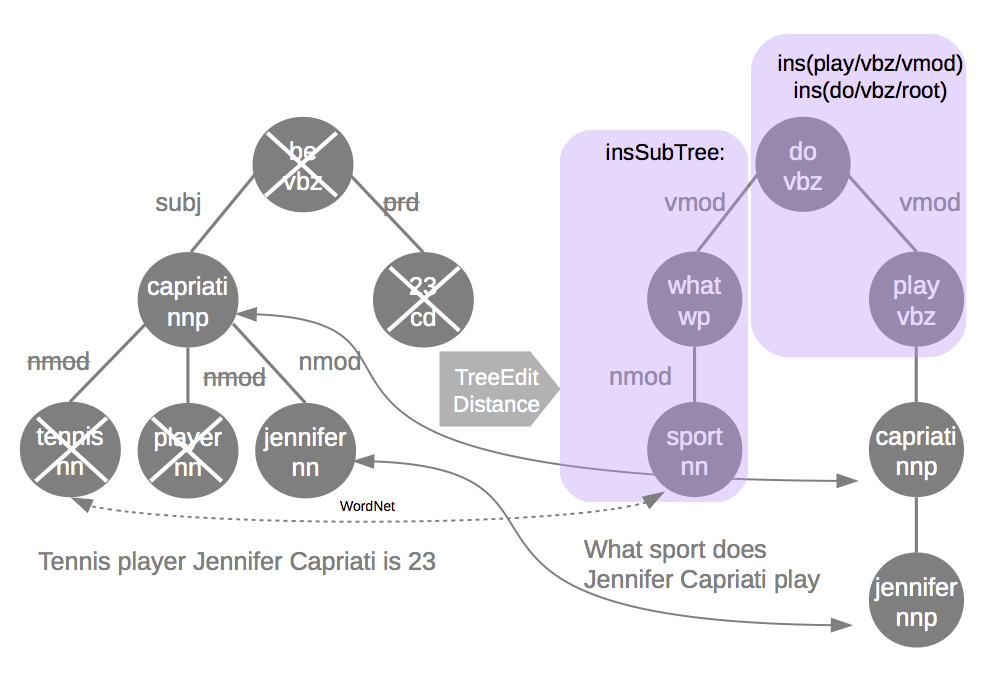 ins(play/vbz/vmod)
ins(do/vbz/root)
insSubTree:
be
vbz
do
vbz
subj
prd
vmod
vmod
capriati
nnp
23
cd
what
wp
play
vbz
nmod
nmod
nmod
TreeEdit
Distance
nmod
tennis
nn
player
nn
jennifer
nn
sport
nn
capriati
nnp
WordNet
Tennis player Jennifer Capriati is 23
What sport does
Jennifer Capriati play
jennifer
nnp